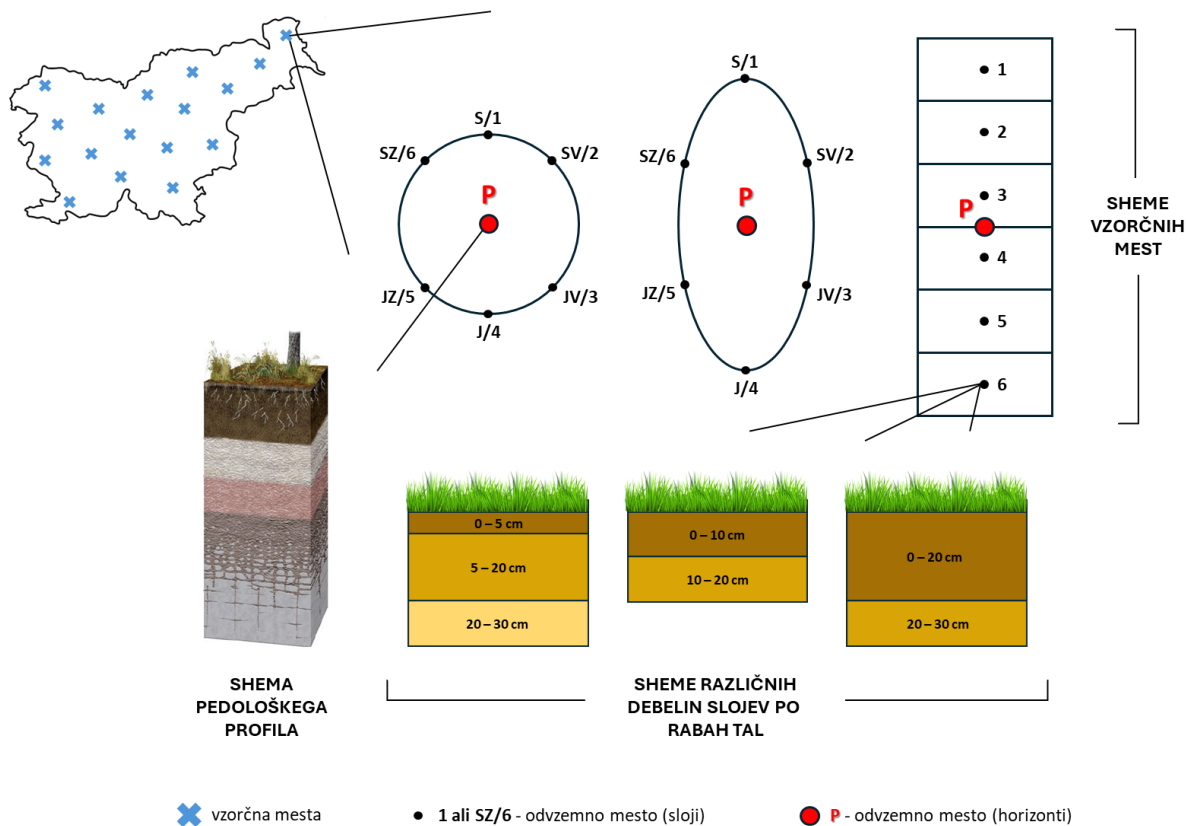 S/1
SZ/6
SV/2
P
JZ/5
JV/3
J/4
S/1
SZ/6
SV/2
P
JZ/5
JV/3
J/4
1
2
3
P
4
5
6
SHEME
VZORČNIH
MEST
0 – 5 cm
5 – 20 cm
20 – 30 cm
0 – 10 cm
10 – 20 cm
0 – 20 cm
20 – 30 cm
SHEMA
PEDOLOŠKEGA
PROFILA
SHEME RAZLIČNIH
DEBELIN SLOJEV PO
RABAH TAL
vzorčna mesta
1 ali SZ/6 - odvzemno mesto (sloji)
P - odvzemno mesto (horizonti)